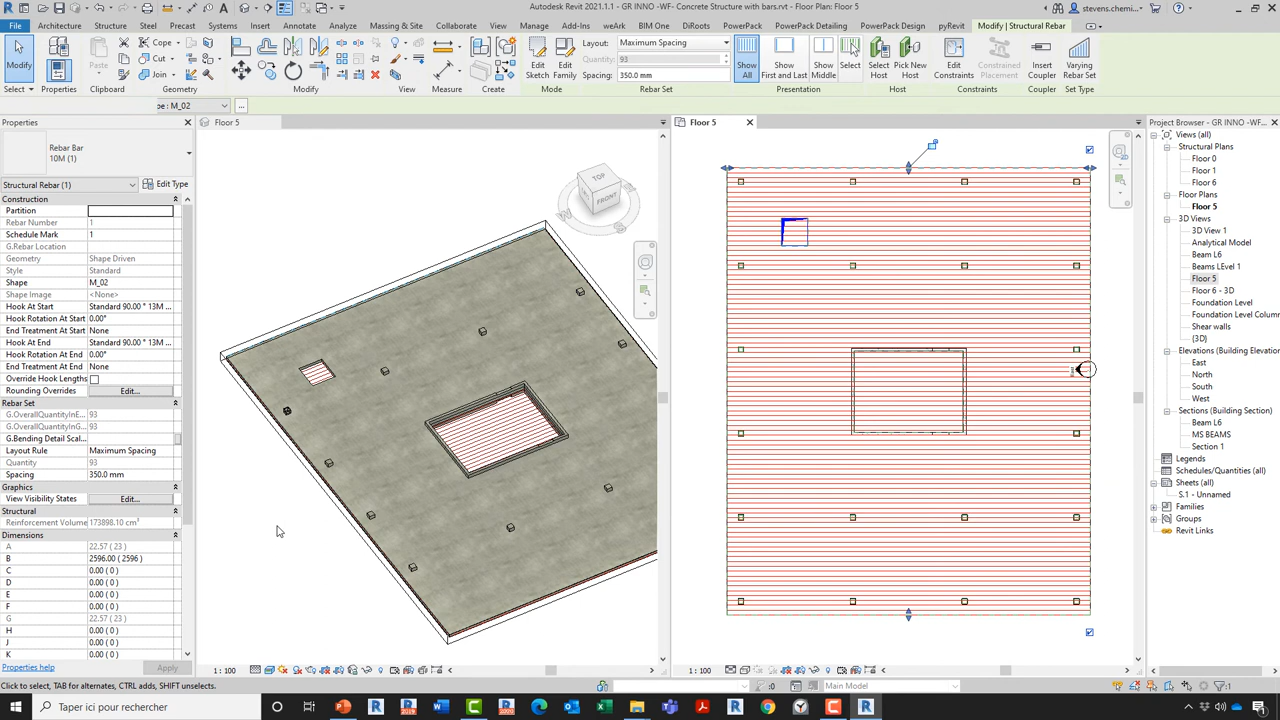 Autodesk Revit 2021.1.1 - GR INNO -WF- Concrete Structure with bars.rvt - Floor Plan: Floor 5
stevens.chemi...
File Architecture Structure Steel Precast Systems Insert Annotate Analyze Massing & Site Collaborate View Manage Add-Ins weArk BIM One DiRoots PowerPack PowerPack Detailing PowerPack Design pyRevit Modify | Structural Rebar
Modify
Properties
Paste
Cope
Cut
Join
Edit Sketch
Edit Family
Layout: Maximum Spacing
93
Spacing: 350.0 mm
Show All
Show First and Last
Show Middle
Select
Select Host
Pick New Host
Edit Constraints
Constrained Placement
Insert Coupler
Varying Rebar Set
Select Properties Clipboard Geometry Modify View Measure Create Mode Rebar Set Presentation Host Constraints Coupler Set Type
pe : M_02
...
Properties
Rebar Bar
10M (1)
Structural Rebar (1)
Edit Type
Construction
Partition
Rebar Number 1
Schedule Mark 1
G.Rebar Location
Geometry Shape Driven
Style Standard
Shape M_02
Shape Image <None>
Hook At Start Standard 90.00 ° 13M ...
Hook Rotation At Start 0.00°
End Treatment At Start None
Hook At End Standard 90.00 ° 13M ...
Hook Rotation At End 0.00°
End Treatment At End None
Override Hook Lengths
Rounding Overrides Edit...
Rebar Set
G.OverallQuantityInE... 93
G.OverallQuantityInG... 93
G.Bending Detail Scal...
Layout Rule Maximum Spacing
Quantity 93
Spacing 350.0 mm
Graphics
View Visibility States Edit...
Structural
Reinforcement Volume 173898.10 cm³
Dimensions
A 22.57 ( 23 )
B 2596.00 ( 2596 )
C 0.00 ( 0 )
D 0.00 ( 0 )
E 0.00 ( 0 )
F 0.00 ( 0 )
G 22.57 ( 23 )
H 0.00 ( 0 )
J 0.00 ( 0 )
K 0.00 ( 0 )
Properties help
Apply
Floor 5
TOP
FRONT
W
S
1 : 100
Floor 5
1 : 100
Project Browser - GR INNO -WF-...
Views (all)
Structural Plans
Floor 0
Floor 1
Floor 6
Floor Plans
Floor 5
3D Views
3D View 1
Analytical Model
Beam L6
Beams LEvel 1
Floor 5
Floor 6 - 3D
Foundation Level
Foundation Level Colum
Shear walls
{3D}
Elevations (Building Elevation
East
North
South
West
Sections (Building Section)
Beam L6
MS BEAMS
Section 1
Legends
Schedules/Quantities (all)
Sheets (all)
S.1 - Unnamed
Families
Groups
Revit Links
Click to select, TAB for alternates, CTRL adds, SHIFT unselects.
:0
Main Model
:1
Taper ici pour rechercher